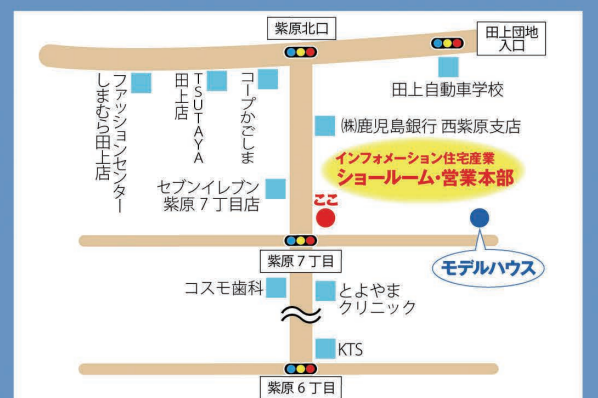 紫原北口
田上団地
入口
田上自動車学校
コープかごしま
TSUTAYA
田上店
ファッションセンター
しまむら田上店
㈱鹿児島銀行 西紫原支店
インフォメーション住宅産業
ショールーム・営業本部
セブンイレブン
紫原7丁目店
ここ
紫原7丁目
モデルハウス
コスモ歯科
とよやま
クリニック
KTS
紫原6丁目